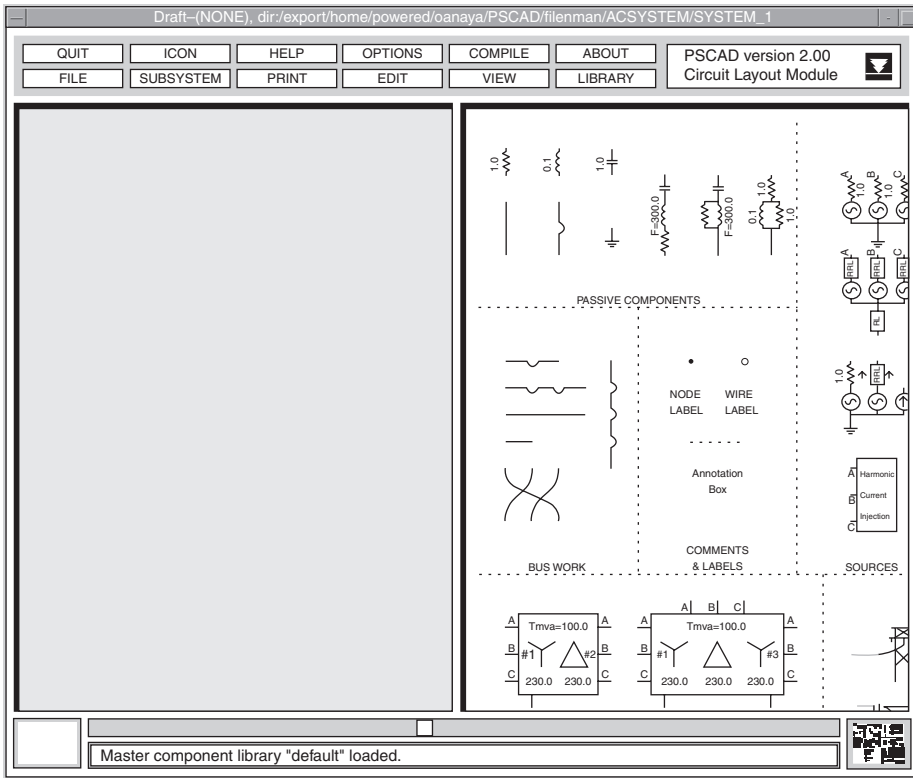 Draft–(NONE), dir:/export/home/powered/oanaya/PSCAD/filenman/ACSYSTEM/SYSTEM_1
QUIT ICON HELP OPTIONS COMPILE ABOUT
FILE SUBSYSTEM PRINT EDIT VIEW LIBRARY
PSCAD version 2.00
Circuit Layout Module
1.0
0.1
1.0
F=300.0
F=300.0
1.0
0.1
1.0
PASSIVE COMPONENTS
A B C
1.0 1.0
A B C
RRL RRL RRL
RL
1.0
RRL
NODE
LABEL
WIRE
LABEL
Annotation
Box
COMMENTS
& LABELS
BUS WORK
A Harmonic
B Current
C Injection
SOURCES
A Tmva=100.0 A
B #1 #2 B
C 230.0 230.0 C
A B C
A Tmva=100.0 A
B #1 #3 B
C 230.0 230.0 230.0 C
Master component library "default" loaded.